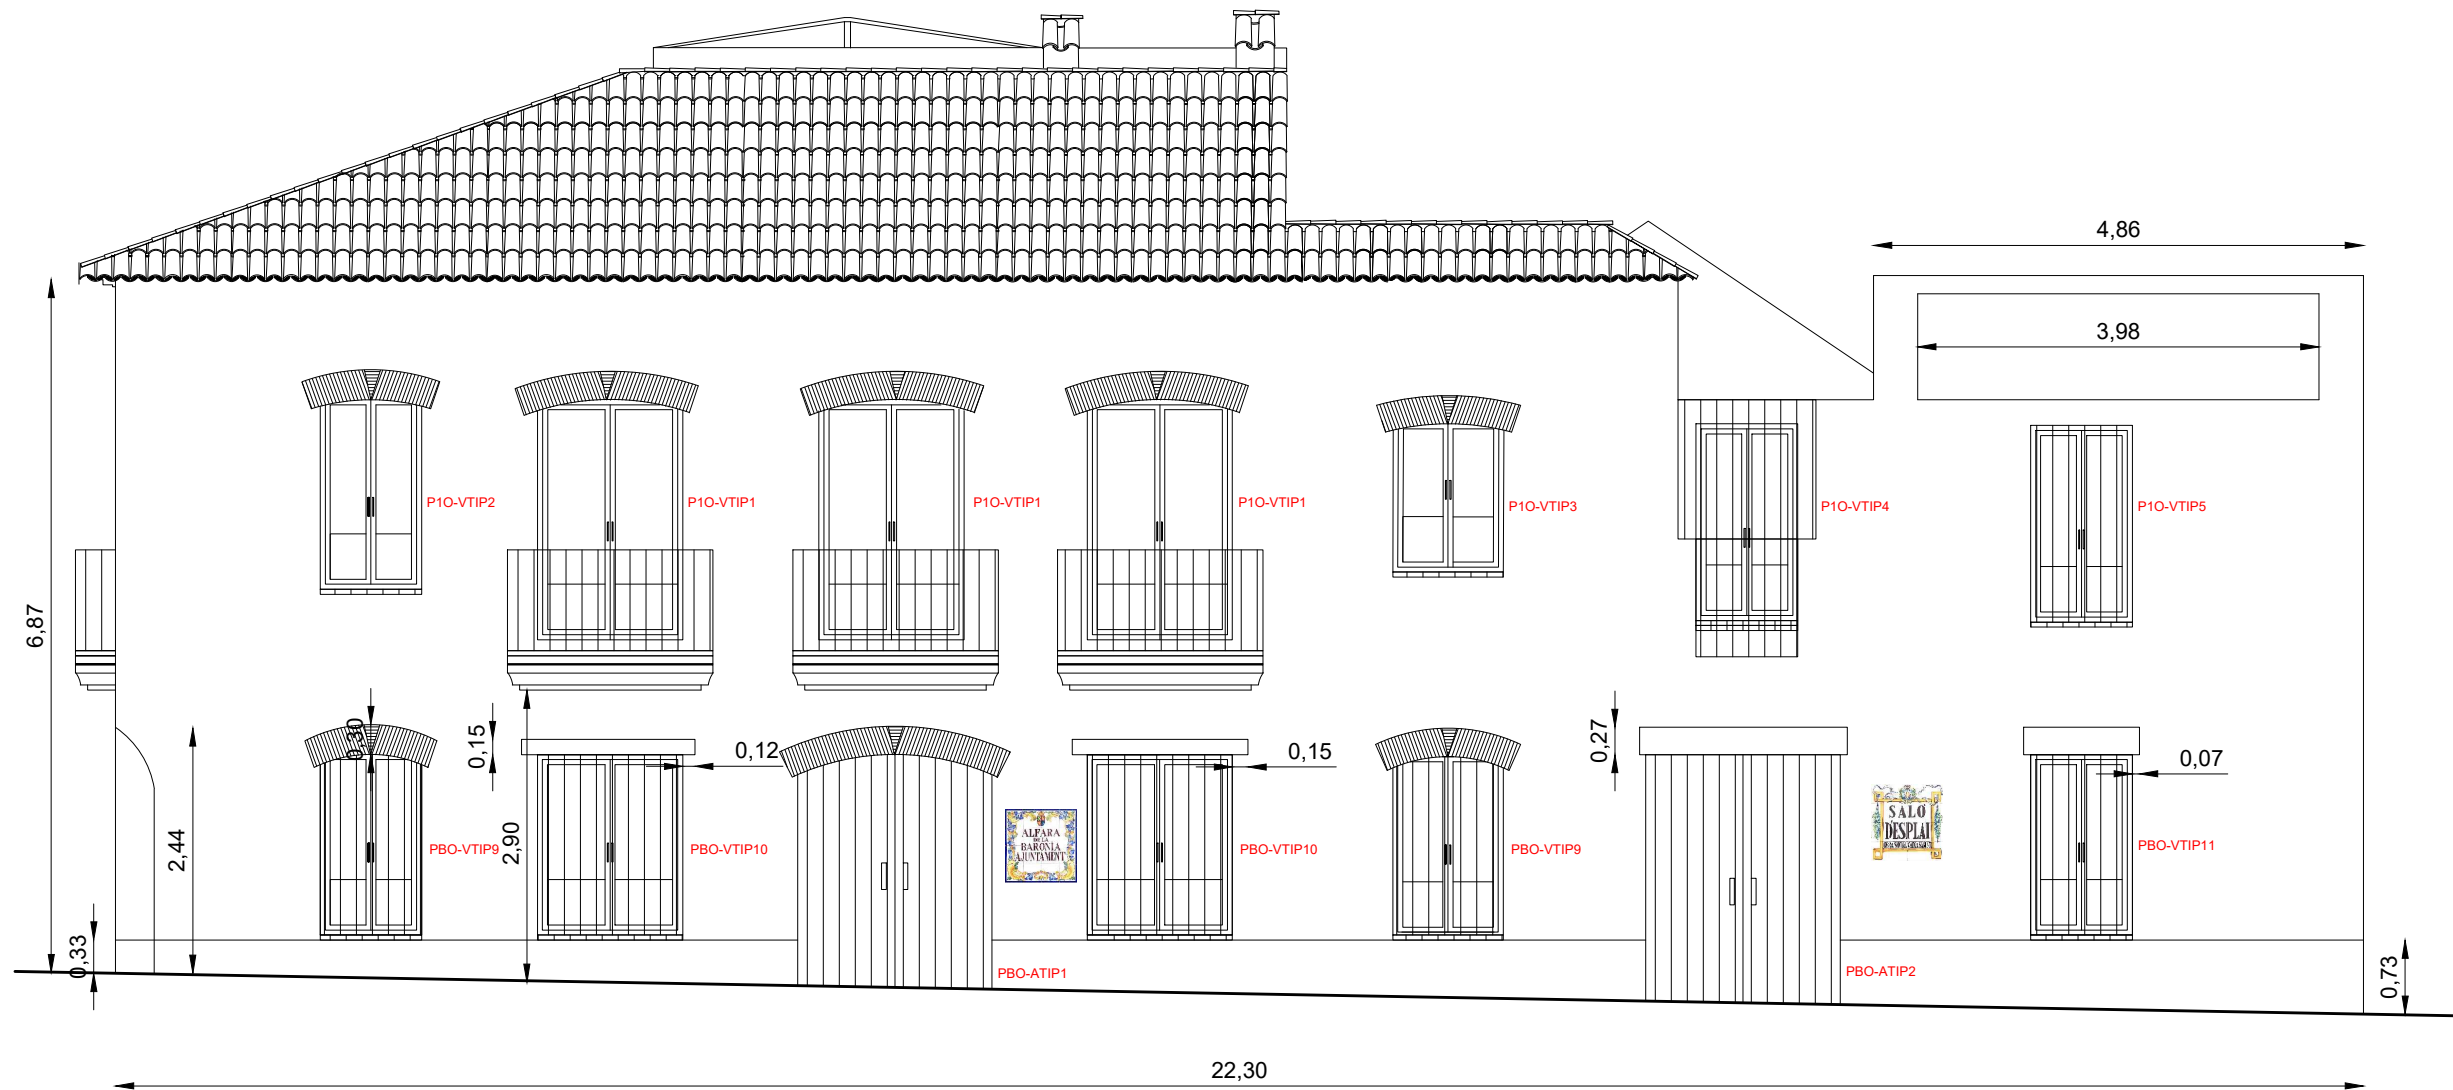 4,86
3,98
P1O-VTIP2
P1O-VTIP1
P1O-VTIP1
P1O-VTIP1
P1O-VTIP3
P1O-VTIP4
P1O-VTIP5
6,87
0,30
0,15
0,12
0,15
0,27
0,07
2,44
2,90
PBO-VTIP9
PBO-VTIP10
ALFARA
DE LA
BARONIA
AJUNTAMENT
PBO-VTIP10
PBO-VTIP9
SALÓ
D'ESPLAI
PBO-VTIP11
0,33
PBO-ATIP1
PBO-ATIP2
0,73
22,30